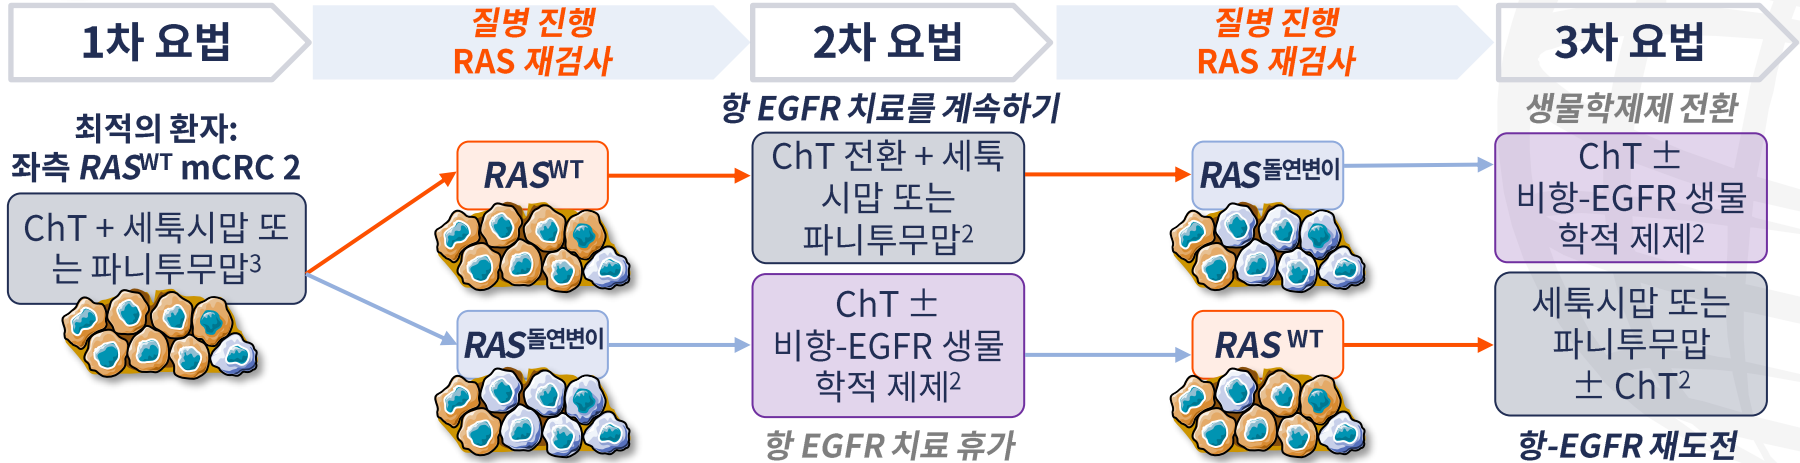 1차 요법
질병 진행
RAS 재검사
2차 요법
질병 진행
RAS 재검사
3차 요법
최적의 환자:
좌측 RASᵂᵀ mCRC 2
ChT + 세툭시맙 또
는 파니투무맙³
RASᵂᵀ
RAS돌연변이
항 EGFR 치료를 계속하기
ChT 전환 + 세툭
시맙 또는
파니투무맙²
ChT ±
비항-EGFR 생물
학적 제제²
항 EGFR 치료 휴가
RAS돌연변이
RAS ᵂᵀ
생물학제제 전환
ChT ±
비항-EGFR 생물
학적 제제²
세툭시맙 또는
파니투무맙
± ChT²
항-EGFR 재도전